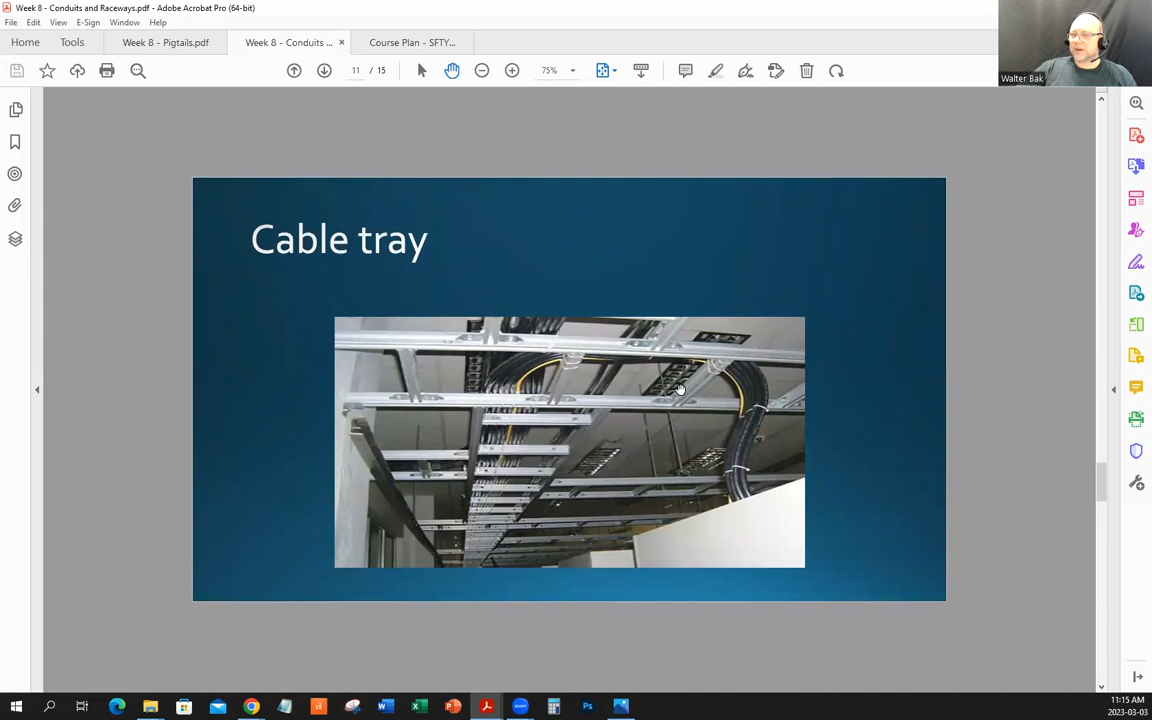 Week 8 - Conduits and Raceways.pdf - Adobe Acrobat Pro (64-bit)
File Edit View E-Sign Window Help
Home Tools Week 8 - Pigtails.pdf Week 8 - Conduits ... × Course Plan - SFTY...
11 / 15 75%
Walter Bak
Cable tray
11:15 AM
2023-03-03